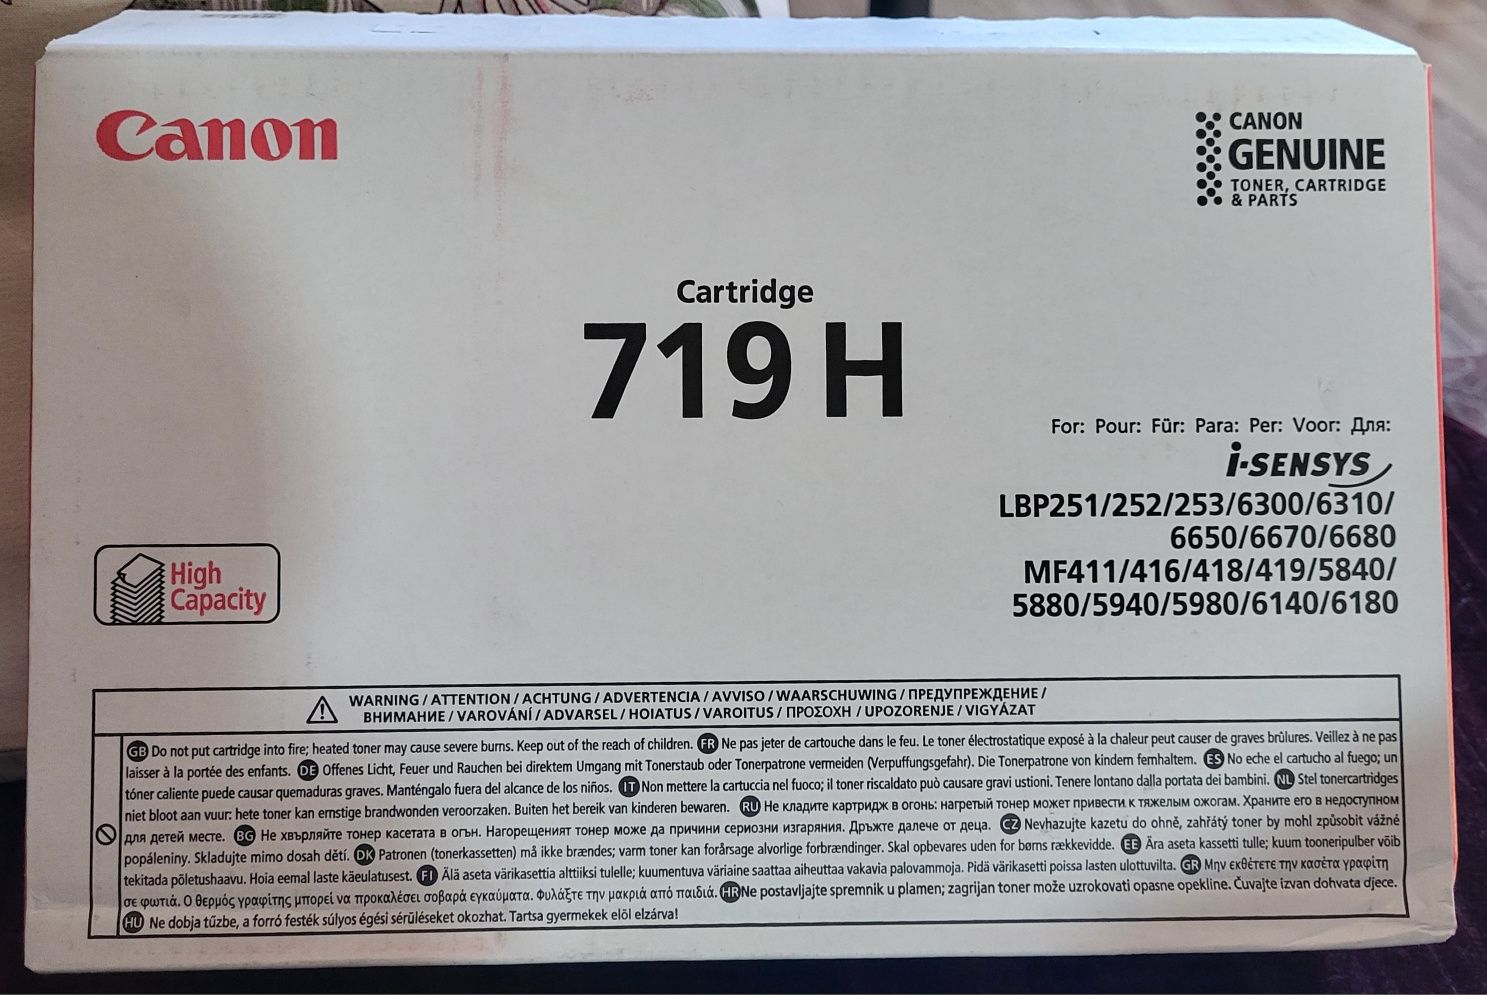 Canon
CANON
GENUINE
TONER, CARTRIDGE
& PARTS
Cartridge
719 H
For: Pour: Für: Para: Per: Voor: Для:
i-SENSYS
LBP251/252/253/6300/6310/
6650/6670/6680
MF411/416/418/419/5840/
5880/5940/5980/6140/6180
High
Capacity
WARNING / ATTENTION / ACHTUNG / ADVERTENCIA / AVVISO / WAARSCHUWING / ПРЕДУПРЕЖДЕНИЕ /
ВНИМАНИЕ / VAROVÁNÍ / ADVARSEL / HOIATUS / VAROITUS / ΠΡΟΣΟΧΗ / UPOZORENJE / VIGYÁZAT
GB Do not put cartridge into fire; heated toner may cause severe burns. Keep out of the reach of children. FR Ne pas jeter de cartouche dans le feu. Le toner électrostatique exposé à la chaleur peut causer de graves brûlures. Veillez à ne pas
laisser à la portée des enfants. DE Offenes Licht, Feuer und Rauchen bei direktem Umgang mit Tonerstaub oder Tonerpatrone vermeiden (Verpuffungsgefahr). Die Tonerpatrone von kindern fernhaltem. ES No eche el cartucho al fuego; un
tóner caliente puede causar quemaduras graves. Manténgalo fuera del alcance de los niños. IT Non mettere la cartuccia nel fuoco; il toner riscaldato può causare gravi ustioni. Tenere lontano dalla portata dei bambini. NL Stel tonercartridges
niet bloot aan vuur: hete toner kan ernstige brandwonden veroorzaken. Buiten het bereik van kinderen bewaren. RU Не кладите картридж в огонь: нагретый тонер может привести к тяжелым ожогам. Храните его в недоступном
для детей месте. BG Не хвърляйте тонер касетата в огън. Нагорещеният тонер може да причини сериозни изгаряния. Дръжте далече от деца. CZ Nevhazujte kazetu do ohně, zahřátý toner by mohl způsobit vážné
popáleniny. Skladujte mimo dosah dětí. DK Patronen (tonerkassetten) må ikke brændes; varm toner kan forårsage alvorlige forbrændinger. Skal opbevares uden for børns rækkevidde. EE Ära aseta kassetti tulle; kuum tooneripulber võib
tekitada põletushaavu. Hoia eemal laste käeulatusest. FI Älä aseta värikasettia alttiiksi tulelle; kuumentuva väriaine saattaa aiheuttaa vakavia palovammoja. Pidä värikasetti poissa lasten ulottuvilta. GR Μην εκθέτετε την κασέτα γραφίτη
σε φωτιά. Ο θερμός γραφίτης μπορεί να προκαλέσει σοβαρά εγκαύματα. Φυλάξτε την μακριά από παιδιά. HR Ne postavljajte spremnik u plamen; zagrijan toner može uzrokovati opasne opekline. Čuvajte izvan dohvata djece.
HU Ne dobja tűzbe, a forró festék súlyos égési sérüléseket okozhat. Tartsa gyermekek elöl elzárva!